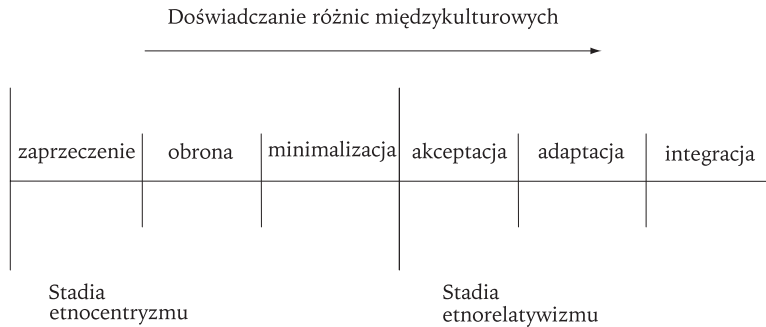 Doświadczanie różnic międzykulturowych
zaprzeczenie obrona minimalizacja akceptacja adaptacja integracja
Stadia
etnocentryzmu
Stadia
etnorelatywizmu